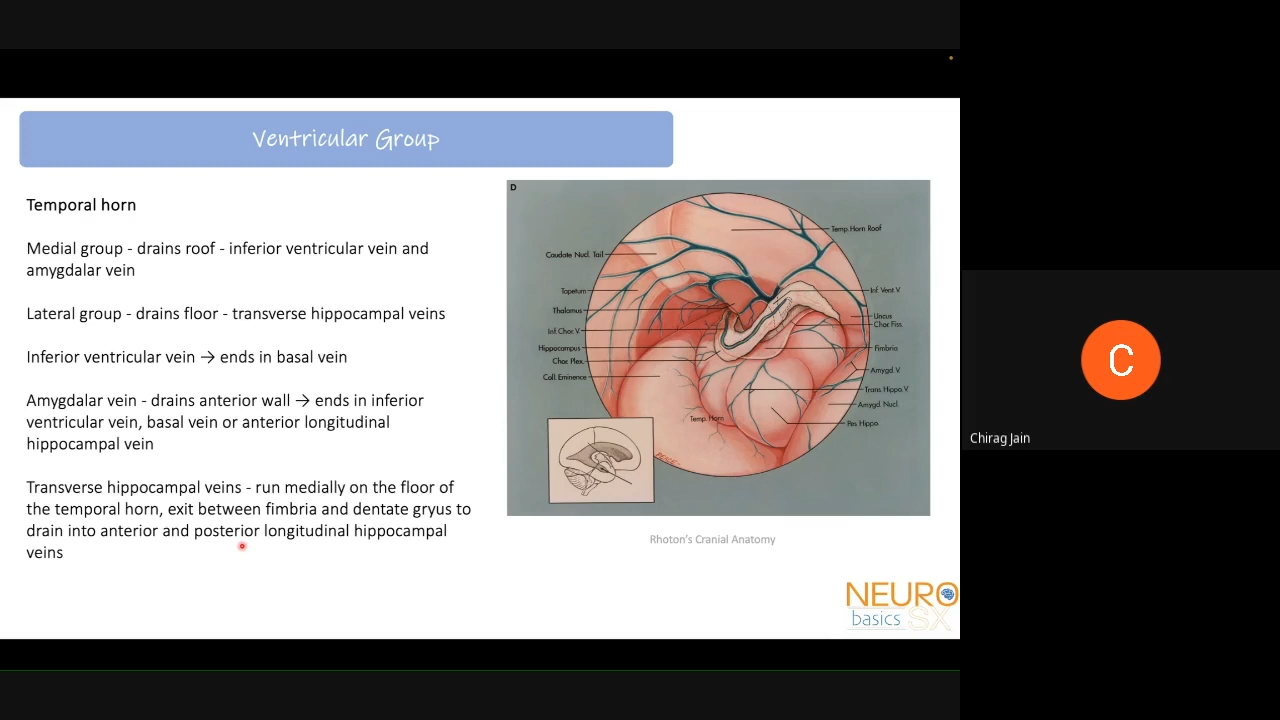 Ventricular Group
Temporal horn
Medial group - drains roof - inferior ventricular vein and
amygdalar vein
Lateral group - drains floor - transverse hippocampal veins
Inferior ventricular vein → ends in basal vein
Amygdalar vein - drains anterior wall → ends in inferior
ventricular vein, basal vein or anterior longitudinal
hippocampal vein
Transverse hippocampal veins - run medially on the floor of
the temporal horn, exit between fimbria and dentate gryus to
drain into anterior and posterior longitudinal hippocampal
veins
D
Temp. Horn Roof
Caudate Nucl. Tail
Tapetum
Thalamus
Inf. Chor. V.
Hippocampus
Chor. Plex.
Coll. Eminence
Inf. Vent. V.
Uncus
Chor. Fiss.
Fimbria
Amygd. V.
Trans. Hippo. V.
Amygd. Nucl.
Pes Hippo.
Temp. Horn
Rhoton's Cranial Anatomy
NEURO
basics SX
C
Chirag Jain